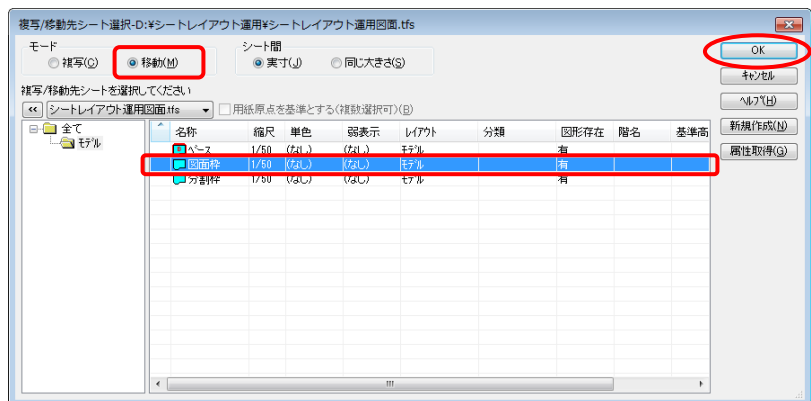 複写/移動先シート選択-D:¥シートレイアウト運用¥シートレイアウト運用図面.tfs
モード
複写(C) 移動(M)
シート間
実寸(J) 同じ大きさ(S)
OK
ｷｬﾝｾﾙ
ﾍﾙﾌﾟ(H)
新規作成(N)
属性取得(G)
複写/移動先シートを選択してください
<< シートレイアウト運用図面.tfs 用紙原点を基準とする(複数選択可)(B)
全て
ﾓﾃﾞﾙ
名称 縮尺 単色 弱表示 ﾚｲｱｳﾄ 分類 図形存在 階名 基準高
ﾍﾞｰｽ 1/50 (なし) (なし) ﾓﾃﾞﾙ 有
図面枠 1/50 (なし) (なし) ﾓﾃﾞﾙ 有
分割枠 1/50 (なし) (なし) ﾓﾃﾞﾙ 有